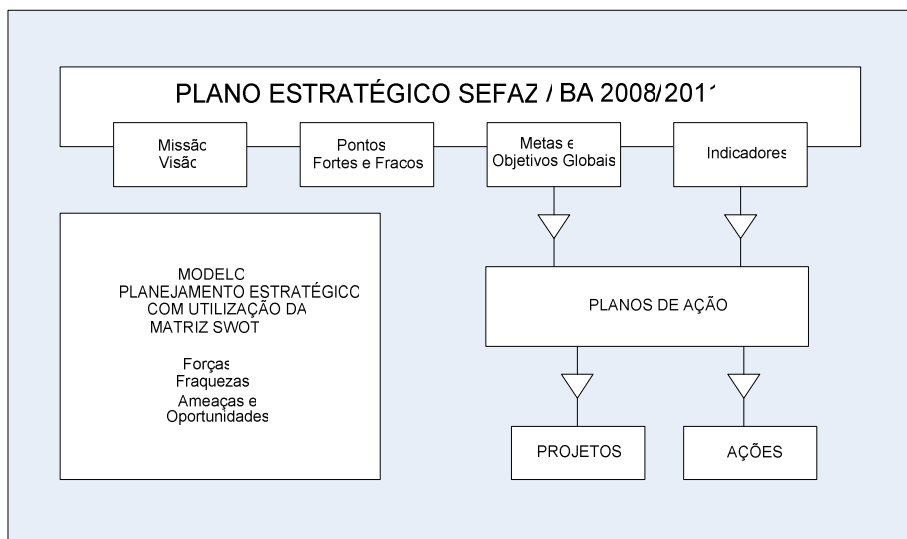 PLANO ESTRATÉGICO SEFAZ / BA 2008/2011
Missão
Visão
Pontos
Fortes e Fracos
Metas e
Objetivos Globais
Indicadores
MODELO
PLANEJAMENTO ESTRATÉGICO
COM UTILIZAÇÃO DA
MATRIZ SWOT
Forças
Fraquezas
Ameaças e
Oportunidades
PLANOS DE AÇÃO
PROJETOS
AÇÕES